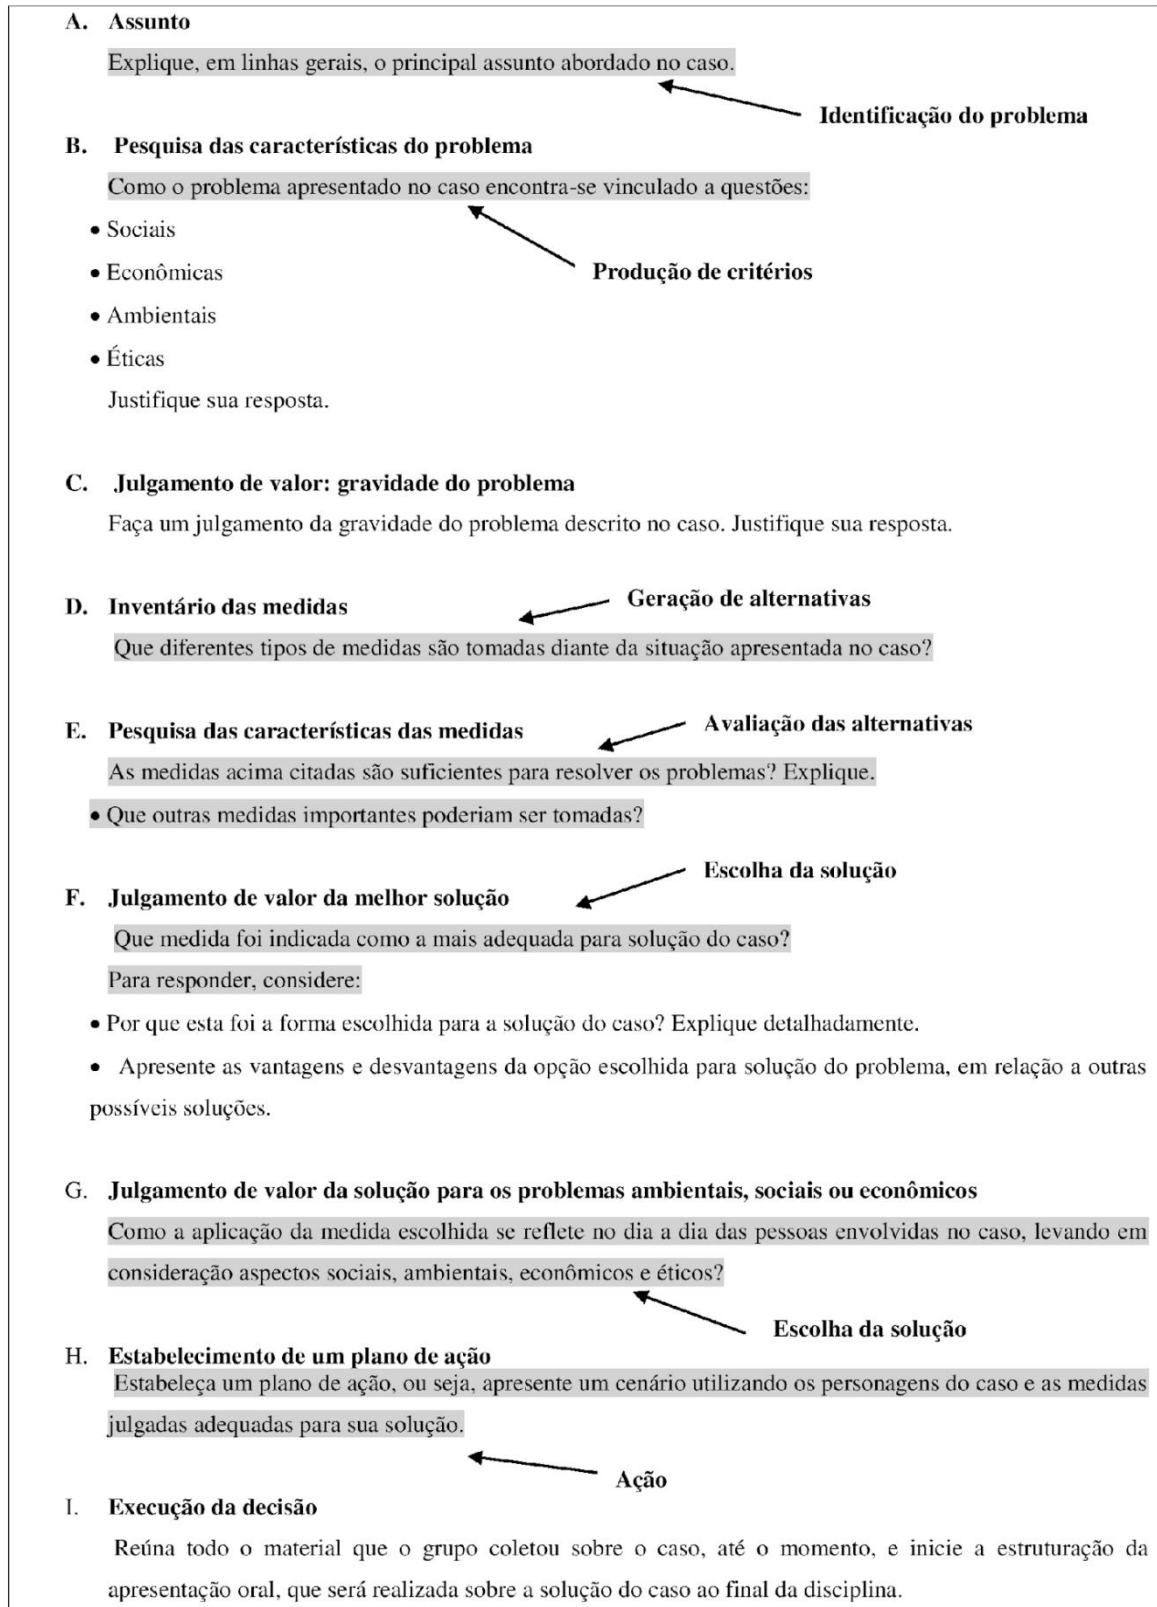 A. Assunto
Explique, em linhas gerais, o principal assunto abordado no caso.
Identificação do problema
B. Pesquisa das características do problema
Como o problema apresentado no caso encontra-se vinculado a questões:
• Sociais
• Econômicas
Produção de critérios
• Ambientais
• Éticas
Justifique sua resposta.
C. Julgamento de valor: gravidade do problema
Faça um julgamento da gravidade do problema descrito no caso. Justifique sua resposta.
Geração de alternativas
D. Inventário das medidas
Que diferentes tipos de medidas são tomadas diante da situação apresentada no caso?
Avaliação das alternativas
E. Pesquisa das características das medidas
As medidas acima citadas são suficientes para resolver os problemas? Explique.
• Que outras medidas importantes poderiam ser tomadas?
Escolha da solução
F. Julgamento de valor da melhor solução
Que medida foi indicada como a mais adequada para solução do caso?
Para responder, considere:
• Por que esta foi a forma escolhida para a solução do caso? Explique detalhadamente.
• Apresente as vantagens e desvantagens da opção escolhida para solução do problema, em relação a outras
possíveis soluções.
G. Julgamento de valor da solução para os problemas ambientais, sociais ou econômicos
Como a aplicação da medida escolhida se reflete no dia a dia das pessoas envolvidas no caso, levando em
consideração aspectos sociais, ambientais, econômicos e éticos?
Escolha da solução
H. Estabelecimento de um plano de ação
Estabeleça um plano de ação, ou seja, apresente um cenário utilizando os personagens do caso e as medidas
julgadas adequadas para sua solução.
Ação
I. Execução da decisão
Reúna todo o material que o grupo coletou sobre o caso, até o momento, e inicie a estruturação da
apresentação oral, que será realizada sobre a solução do caso ao final da disciplina.